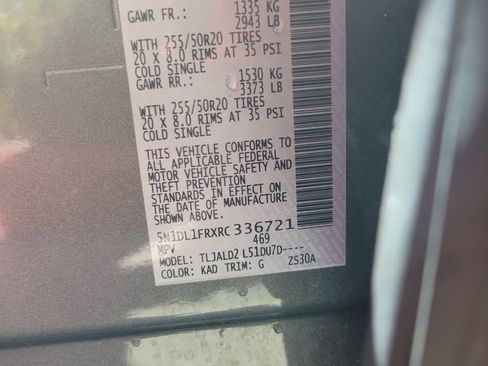 GAWR FR.: 1335 KG
2943 LB
WITH 255/50R20 TIRES
20 x 8.0 RIMS AT 35 PSI
COLD SINGLE
GAWR RR.: 1530 KG
3373 LB
WITH 255/50R20 TIRES
20 x 8.0 RIMS AT 35 PSI
COLD SINGLE
THIS VEHICLE CONFORMS TO
ALL APPLICABLE FEDERAL
MOTOR VEHICLE SAFETY AND
THEFT PREVENTION
STANDARDS IN EFFECT ON
THE DATE OF MANUFACTURE
SHOWN ABOVE.
5N1DL1FRXRC 336721
MPV 469
MODEL: TLJALD2 L51DU7D----
COLOR: KAD TRIM: G ZS30A